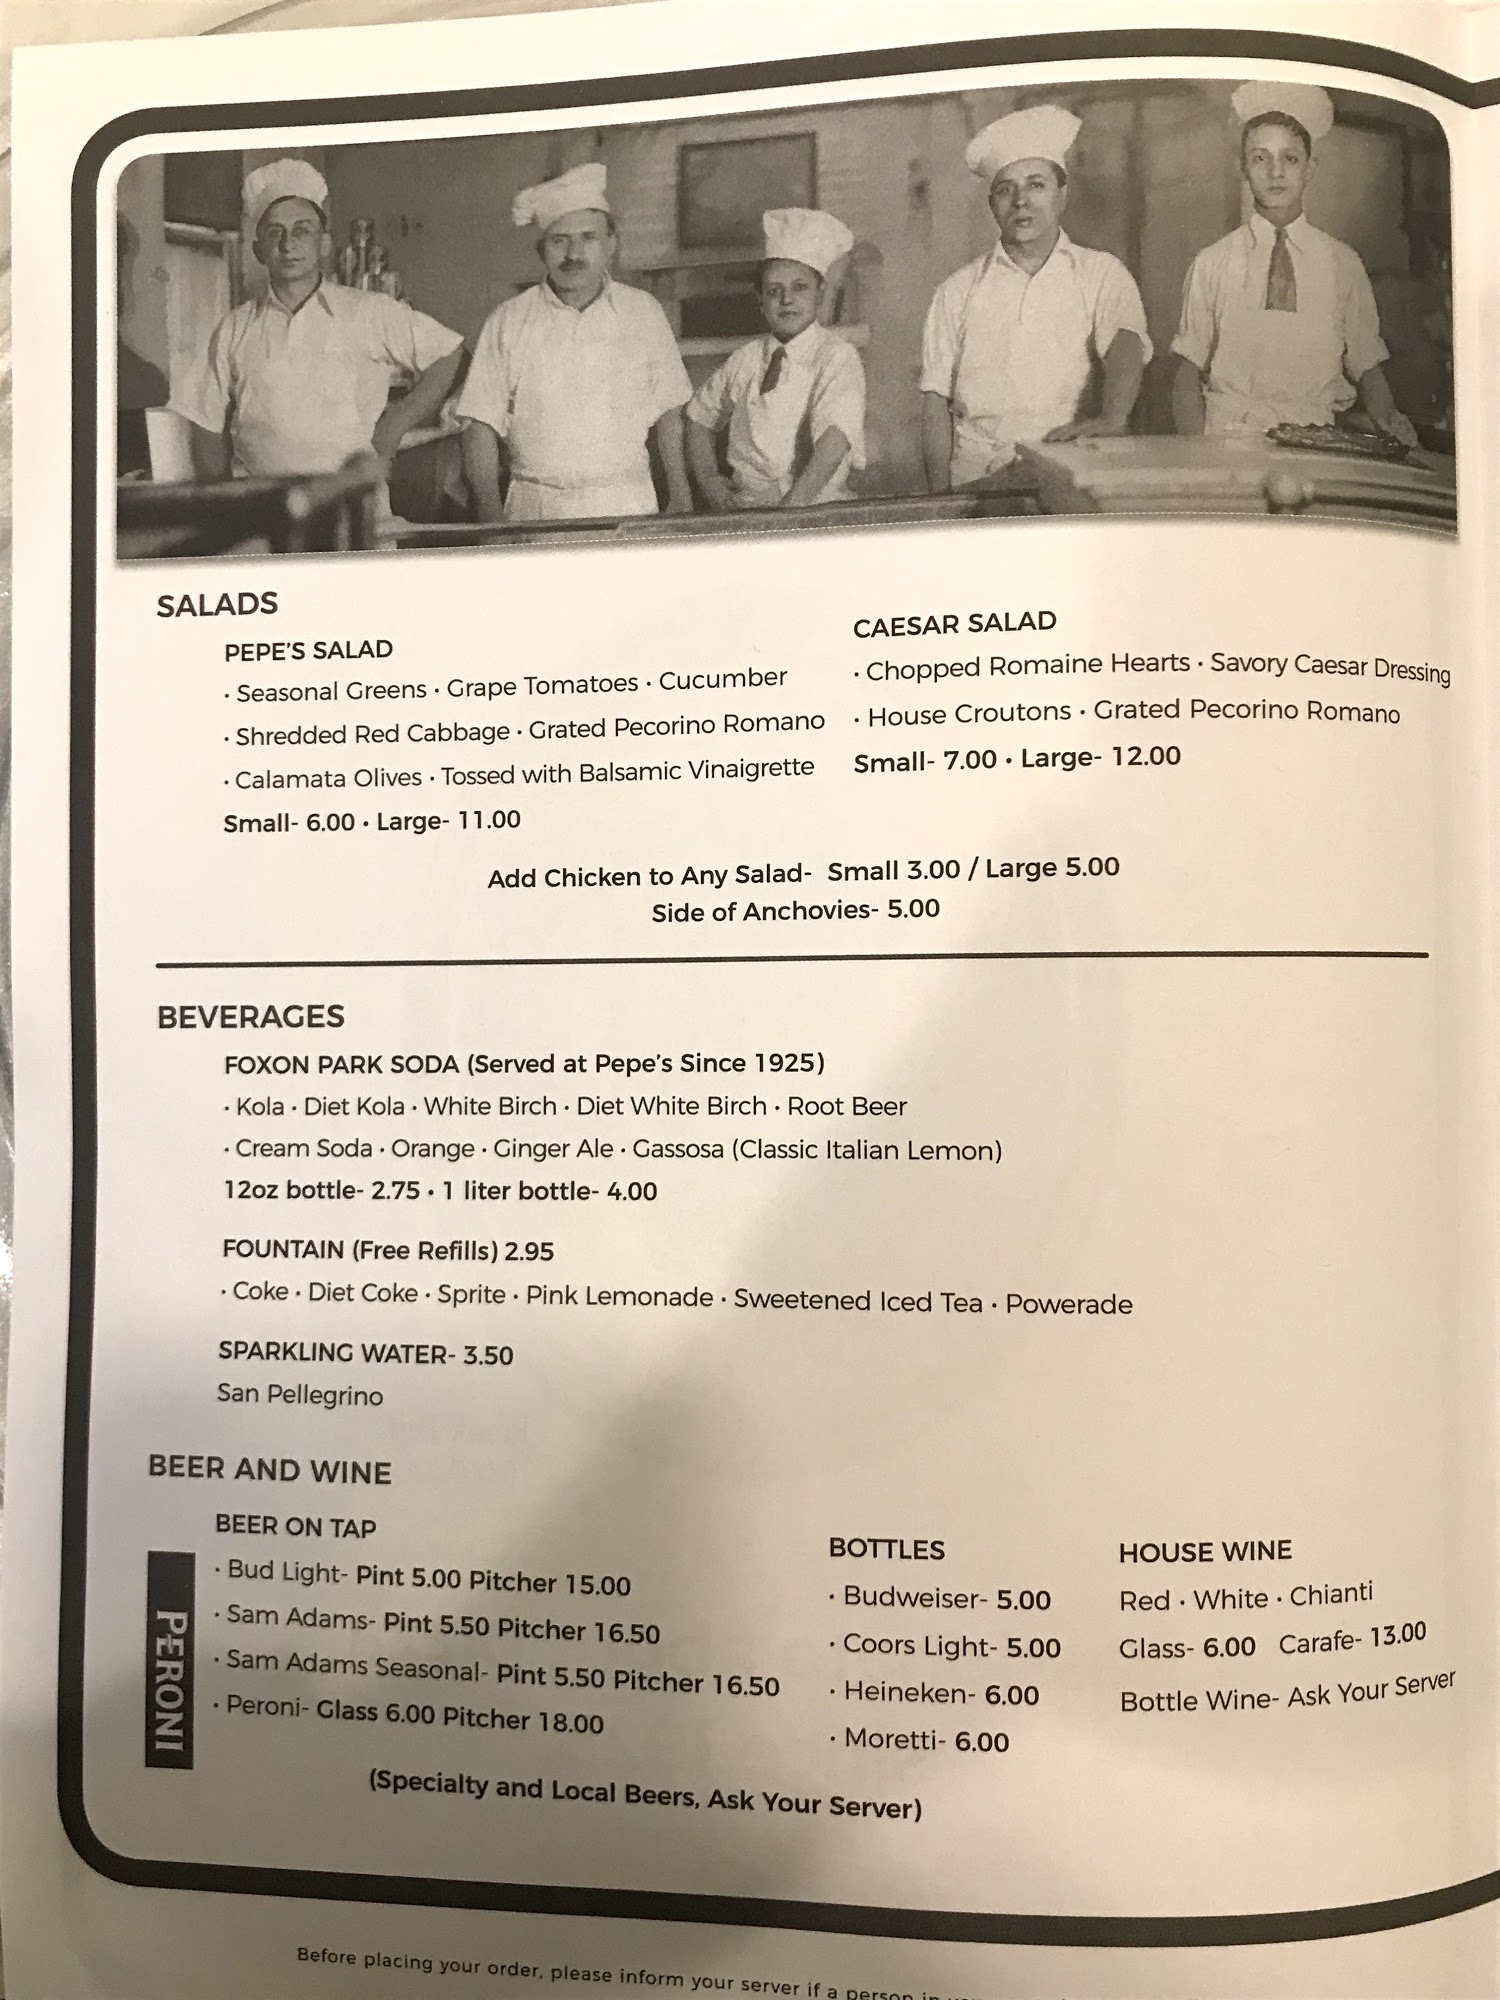 SALADS
PEPE'S SALAD
· Seasonal Greens · Grape Tomatoes · Cucumber
· Shredded Red Cabbage · Grated Pecorino Romano
· Calamata Olives · Tossed with Balsamic Vinaigrette
Small- 6.00 · Large- 11.00
CAESAR SALAD
· Chopped Romaine Hearts · Savory Caesar Dressing
· House Croutons · Grated Pecorino Romano
Small- 7.00 · Large- 12.00
Add Chicken to Any Salad- Small 3.00 / Large 5.00
Side of Anchovies- 5.00
BEVERAGES
FOXON PARK SODA (Served at Pepe's Since 1925)
· Kola · Diet Kola · White Birch · Diet White Birch · Root Beer
· Cream Soda · Orange · Ginger Ale · Gassosa (Classic Italian Lemon)
12oz bottle- 2.75 · 1 liter bottle- 4.00
FOUNTAIN (Free Refills) 2.95
· Coke · Diet Coke · Sprite · Pink Lemonade · Sweetened Iced Tea · Powerade
SPARKLING WATER- 3.50
San Pellegrino
BEER AND WINE
PERONI
BEER ON TAP
· Bud Light- Pint 5.00 Pitcher 15.00
· Sam Adams- Pint 5.50 Pitcher 16.50
· Sam Adams Seasonal- Pint 5.50 Pitcher 16.50
· Peroni- Glass 6.00 Pitcher 18.00
BOTTLES
· Budweiser- 5.00
· Coors Light- 5.00
· Heineken- 6.00
· Moretti- 6.00
HOUSE WINE
Red · White · Chianti
Glass- 6.00 Carafe- 13.00
Bottle Wine- Ask Your Server
(Specialty and Local Beers, Ask Your Server)
Before placing your order, please inform your server if a person in